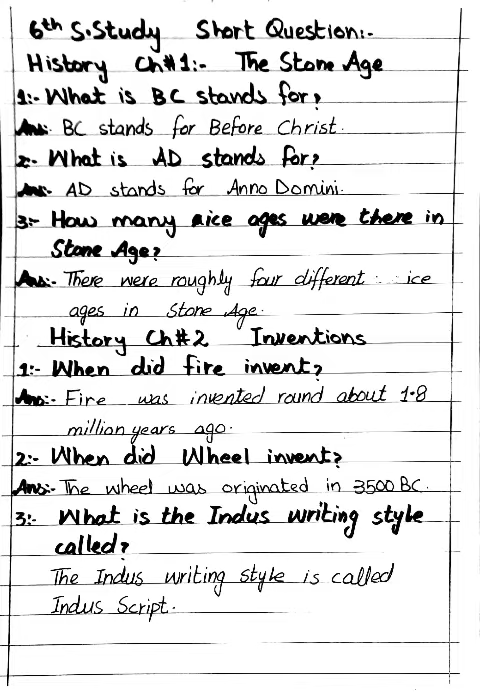 6th S.Study Short Question:-
History Ch#1:- The Stone Age
1:- What is BC stands for?
Ans:- BC stands for Before Christ.
2:- What is AD stands for?
Ans:- AD stands for Anno Domini.
3:- How many rice ages were there in
Stone Age?
Ans:- There were roughly four different ice
ages in Stone Age.
History Ch#2 Inventions
1:- When did fire invent?
Ans:- Fire was invented round about 1.8
million years ago.
2:- When did Wheel invent?
Ans:- The wheel was originated in 3500 BC.
3:- What is the Indus writing style
called?
The Indus writing style is called
Indus Script.